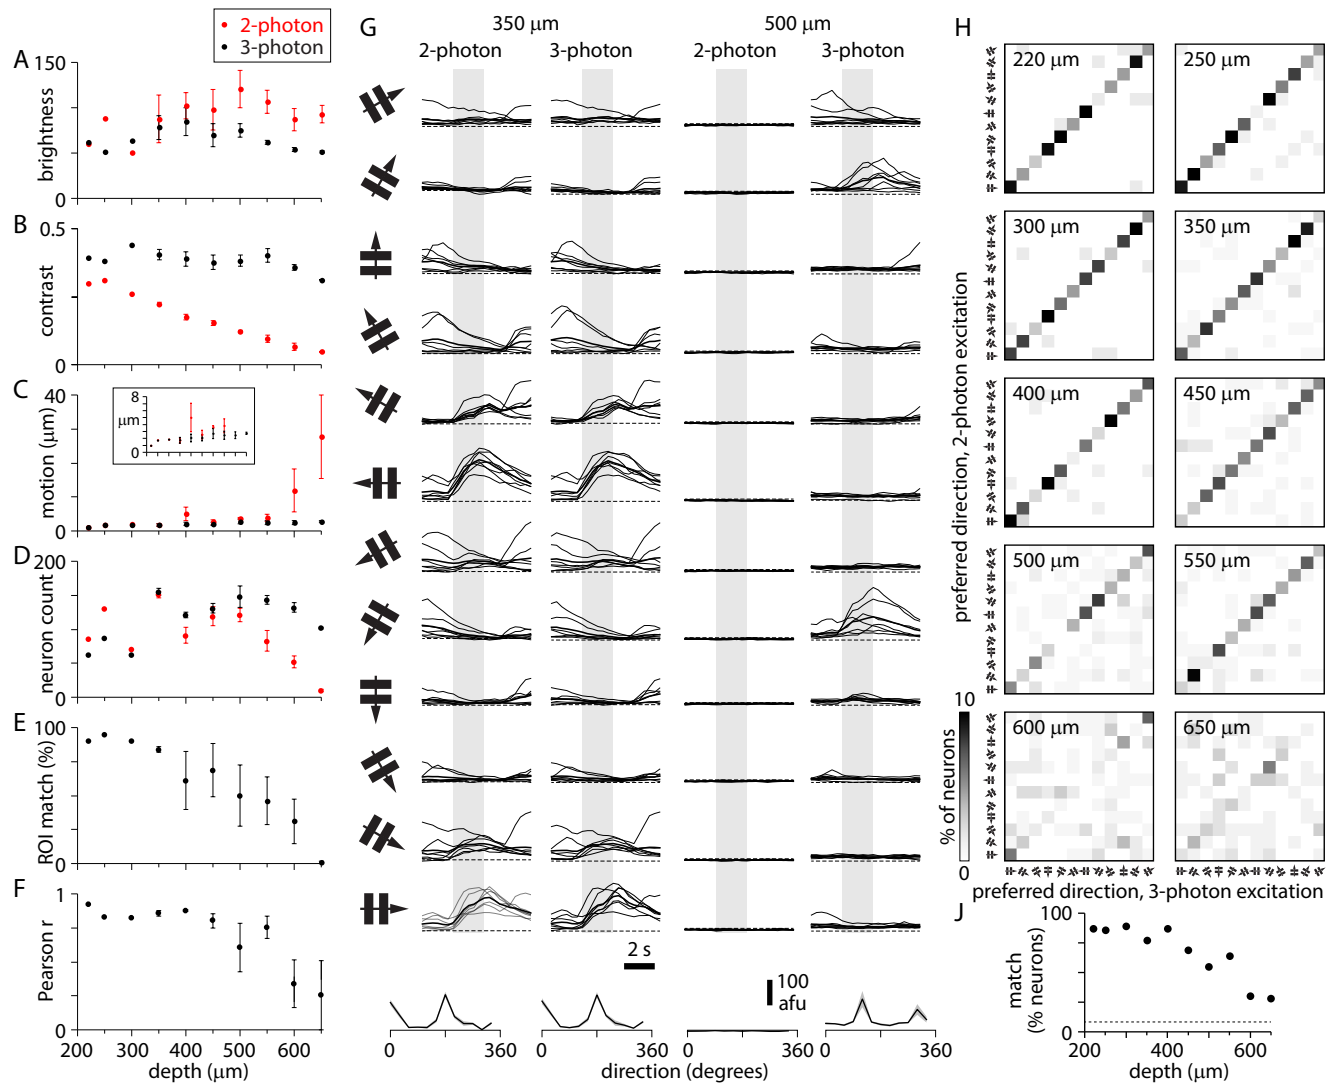 2-photon
3-photon
A
150
0
brightness
B
0.5
0
contrast
C
40
20
0
motion (μm)
8
μm
0
D
200
100
0
neuron count
E
100
0
ROI match (%)
F
1
0
Pearson r
200
300
400
500
600
depth (μm)
G
350 μm
500 μm
2-photon
3-photon
2-photon
3-photon
2 s
100
afu
0
360
0
360
0
360
0
360
direction (degrees)
H
220 μm
250 μm
300 μm
350 μm
400 μm
450 μm
500 μm
550 μm
600 μm
650 μm
preferred direction, 2-photon excitation
10
% of neurons
0
preferred direction, 3-photon excitation
J
100
0
match
(% neurons)
200
400
600
depth (μm)